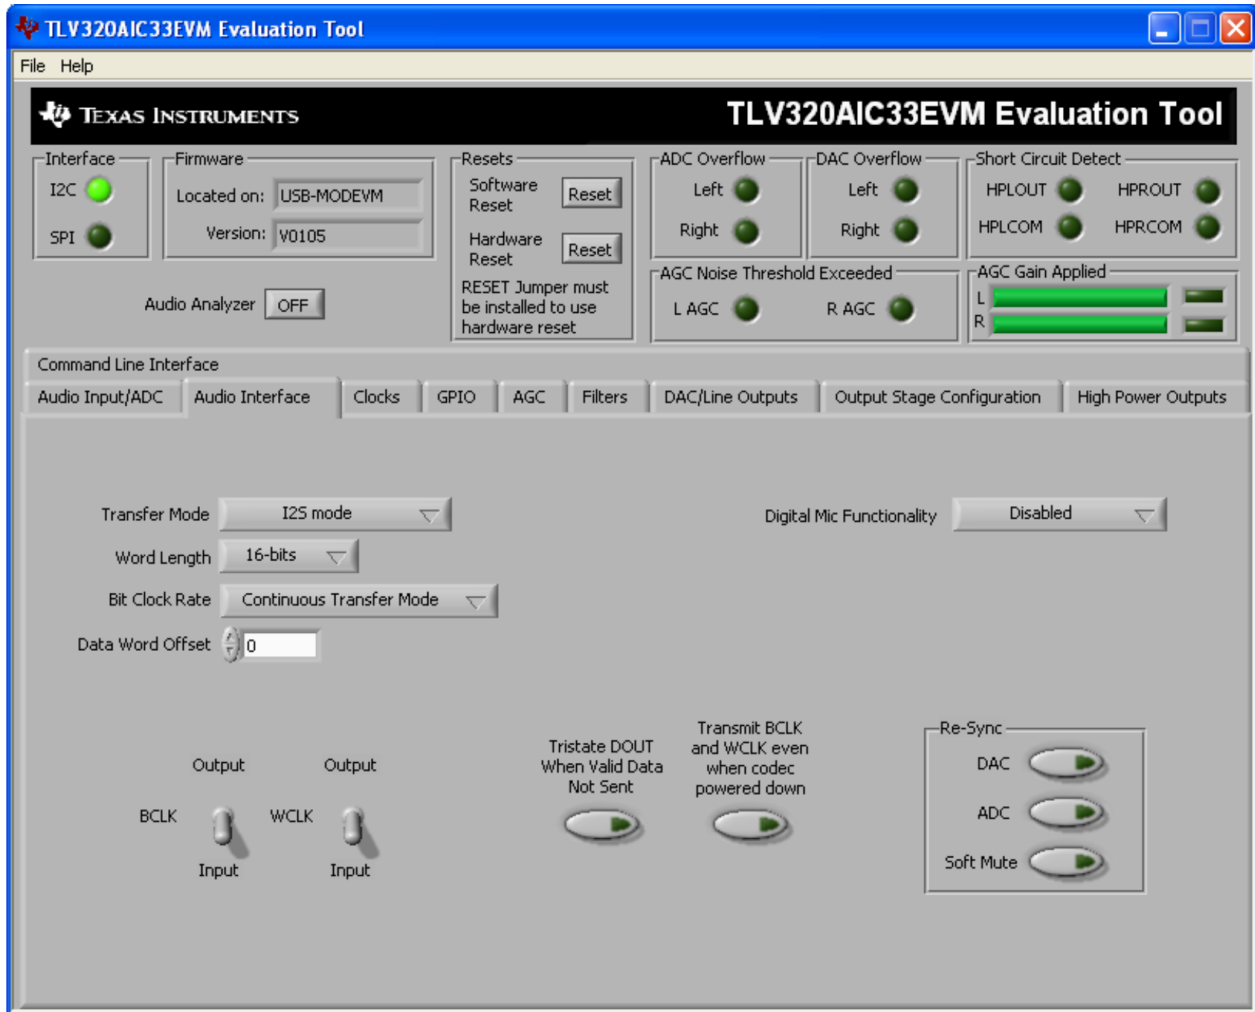 TLV320AIC33EVM Evaluation Tool
File Help
TEXAS INSTRUMENTS
TLV320AIC33EVM Evaluation Tool
Interface
I2C
SPI
Firmware
Located on: USB-MODEVM
Version: V0105
Audio Analyzer OFF
Resets
Software
Reset
Reset
Hardware
Reset
Reset
RESET Jumper must
be installed to use
hardware reset
ADC Overflow
Left
Right
DAC Overflow
Left
Right
Short Circuit Detect
HPLOUT HPROUT
HPLCOM HPRCOM
AGC Noise Threshold Exceeded
L AGC R AGC
AGC Gain Applied
L
R
Command Line Interface
Audio Input/ADC Audio Interface Clocks GPIO AGC Filters DAC/Line Outputs Output Stage Configuration High Power Outputs
Transfer Mode I2S mode
Digital Mic Functionality Disabled
Word Length 16-bits
Bit Clock Rate Continuous Transfer Mode
Data Word Offset 0
Output Output
BCLK WCLK
Input Input
Tristate DOUT
When Valid Data
Not Sent
Transmit BCLK
and WCLK even
when codec
powered down
Re-Sync
DAC
ADC
Soft Mute